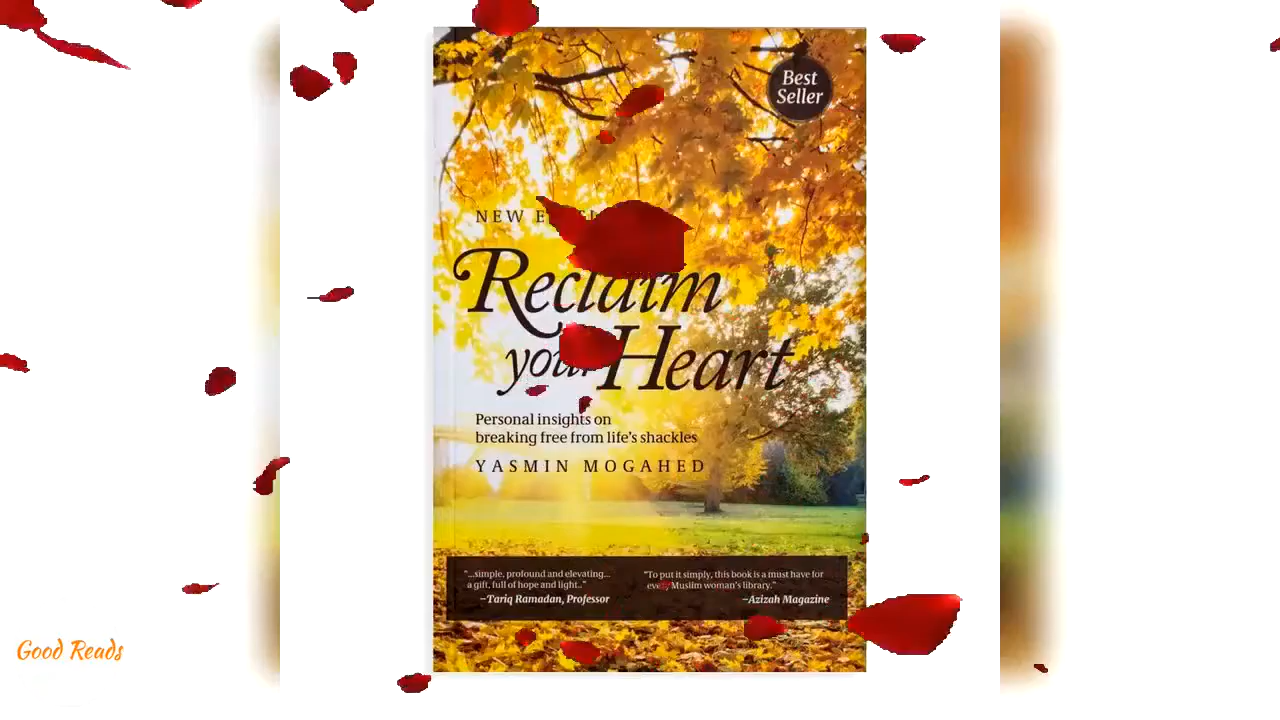 Best
Seller
NEW
Reclaim
your Heart
Personal insights on
breaking free from life's shackles
YASMIN MOGAHED
"...simple, profound and elevating...
a gift, full of hope and light..."
–Tariq Ramadan, Professor
"To put it simply, this book is a must have for
every Muslim woman's library."
–Azizah Magazine
Good Reads